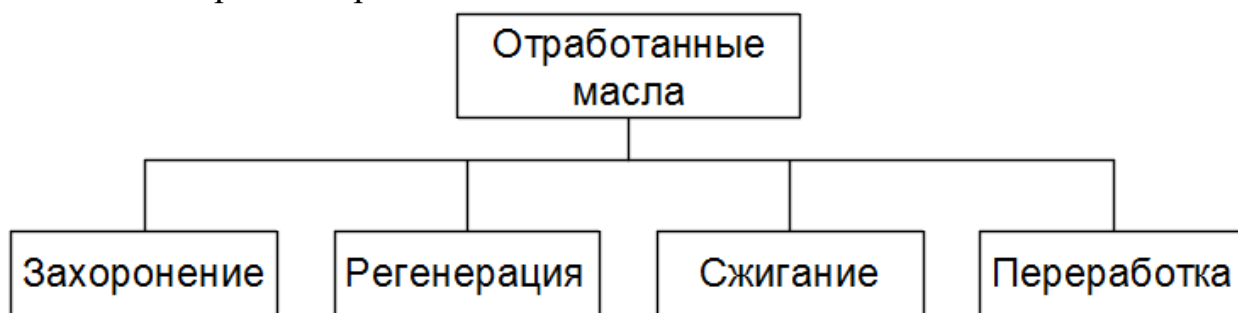 Отработанные
масла
Захоронение Регенерация Сжигание Переработка